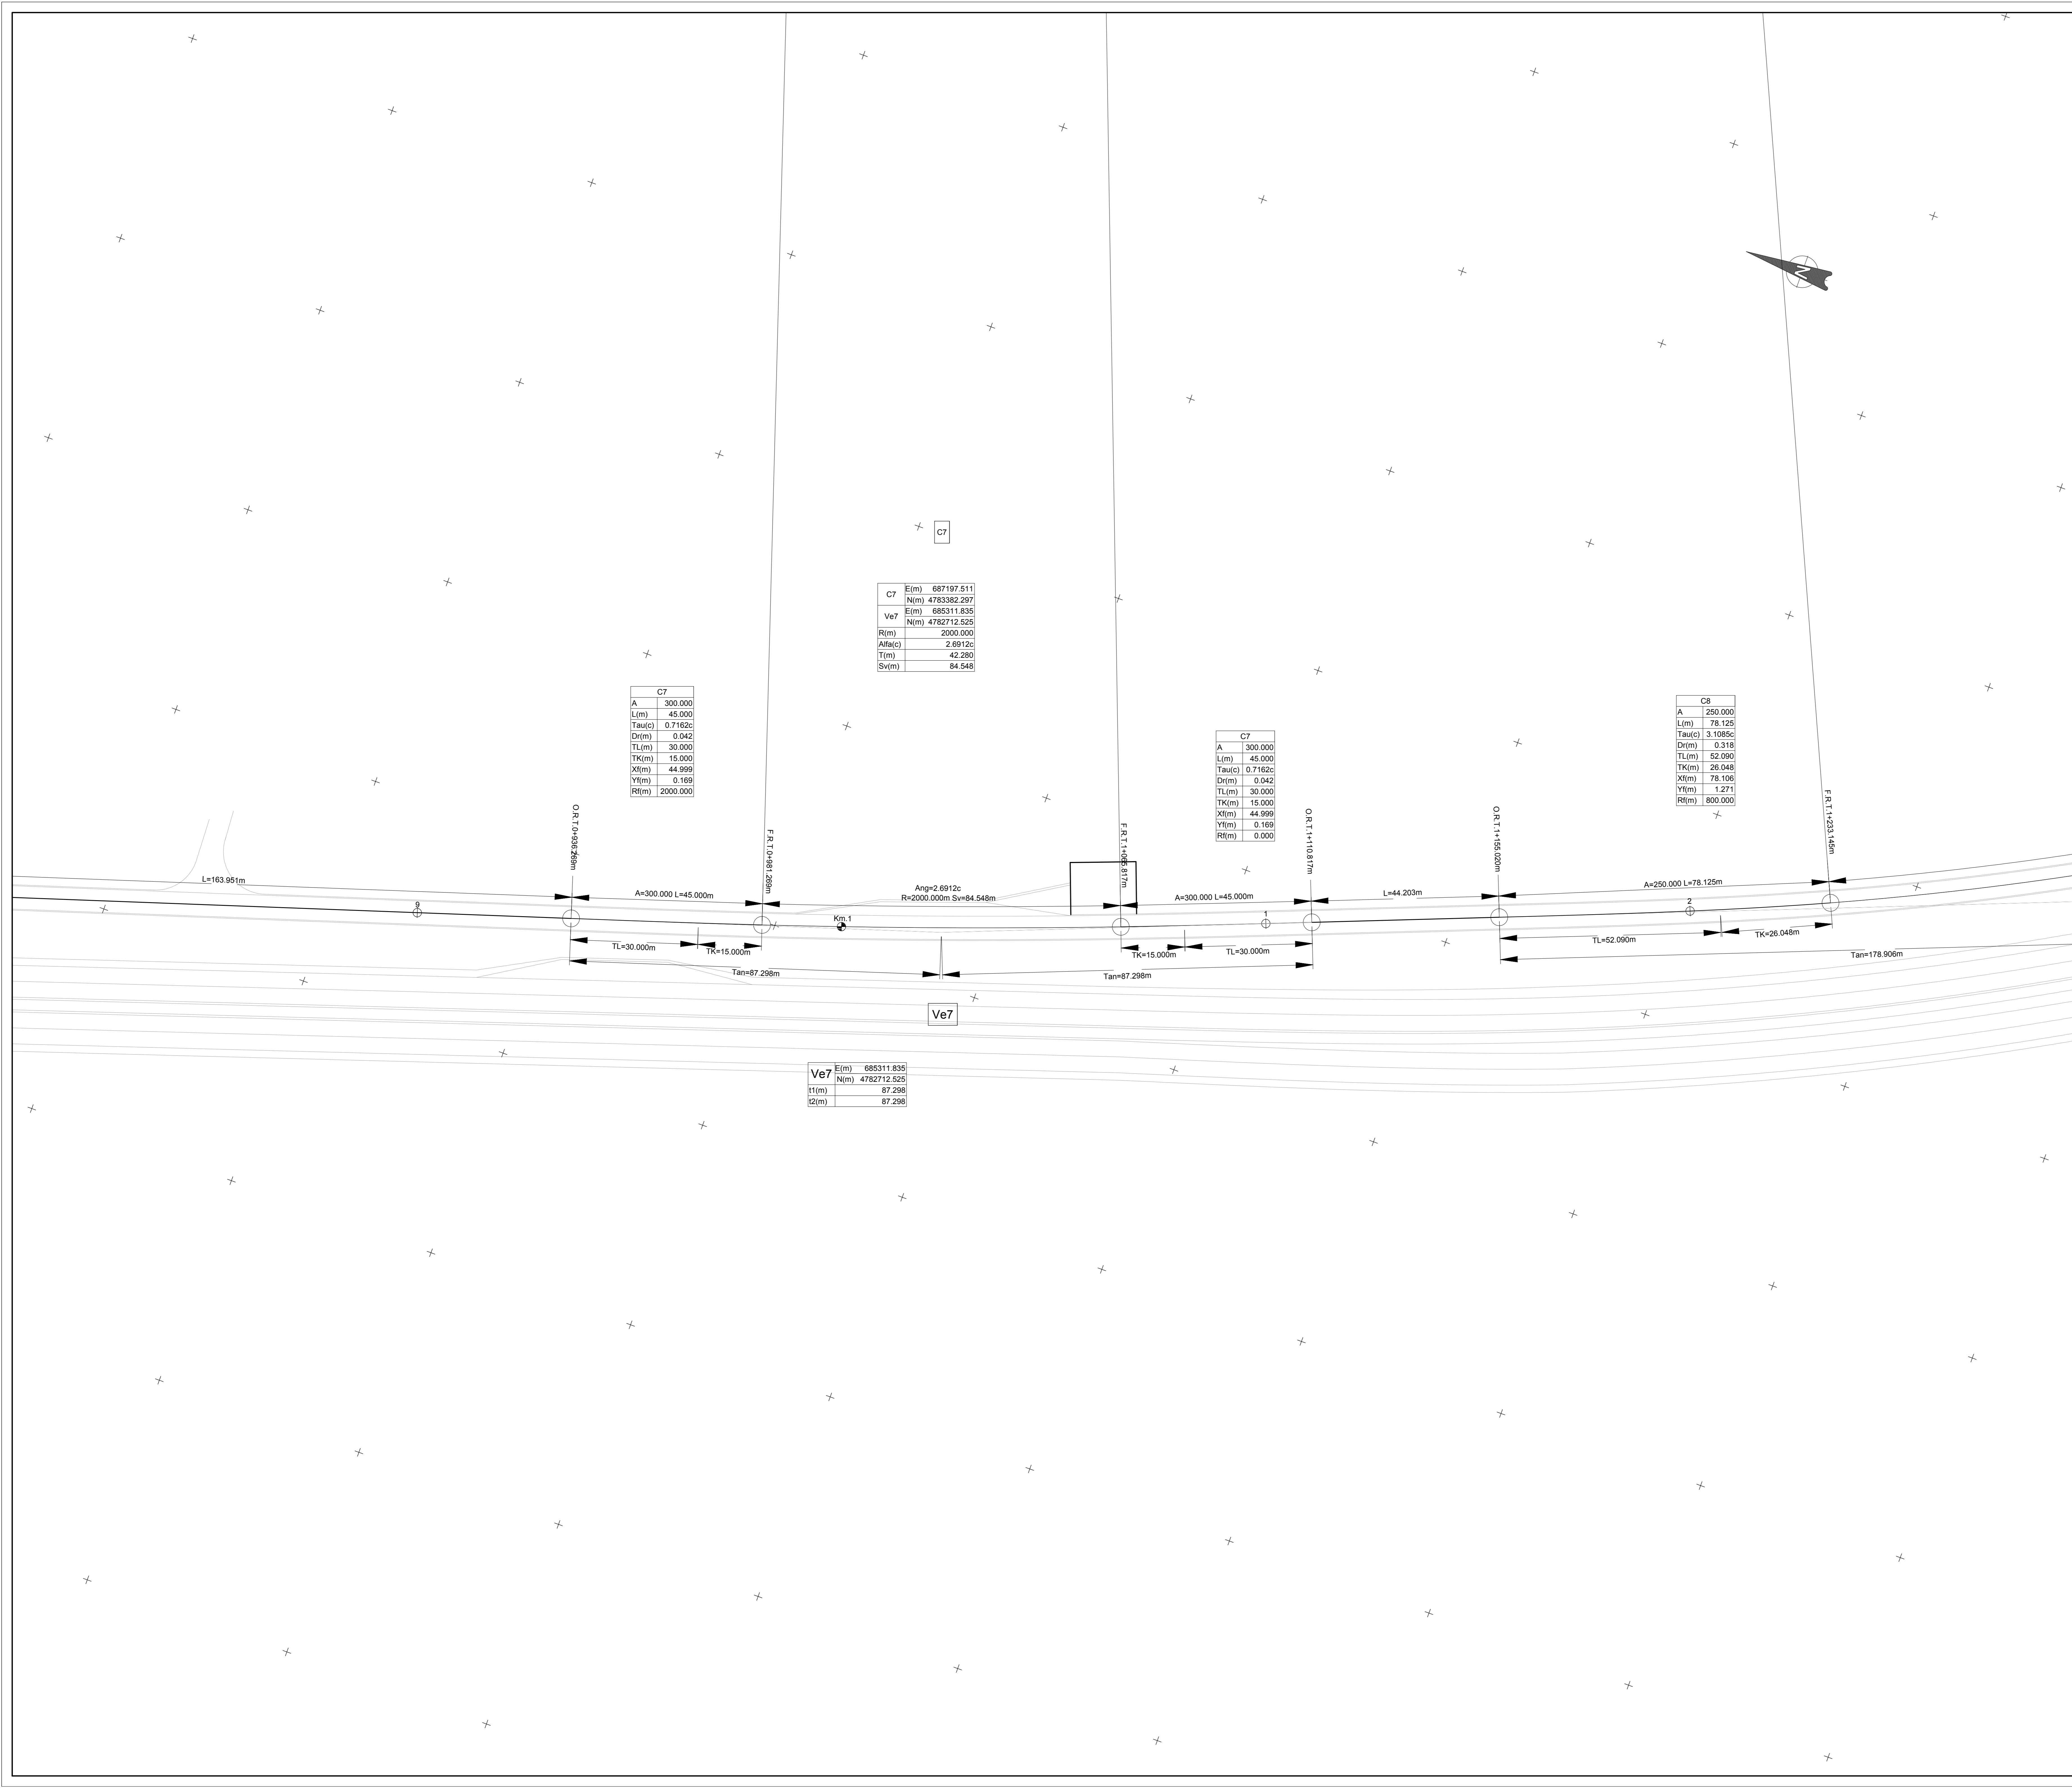 N
C7
C7 E(m) 687197.511
N(m) 4783382.297
Ve7 E(m) 685311.835
N(m) 4782712.525
R(m) 2000.000
Alfa(c) 2.6912c
T(m) 42.280
Sv(m) 84.548
C7
A 300.000
L(m) 45.000
Tau(c) 0.7162c
Dr(m) 0.042
TL(m) 30.000
TK(m) 15.000
Xf(m) 44.999
Yf(m) 0.169
Rf(m) 2000.000
C7
A 300.000
L(m) 45.000
Tau(c) 0.7162c
Dr(m) 0.042
TL(m) 30.000
TK(m) 15.000
Xf(m) 44.999
Yf(m) 0.169
Rf(m) 0.000
C8
A 250.000
L(m) 78.125
Tau(c) 3.1085c
Dr(m) 0.318
TL(m) 52.090
TK(m) 26.048
Xf(m) 78.106
Yf(m) 1.271
Rf(m) 800.000
O.R.T.0+936.269m
F.R.T.0+981.269m
F.R.T.1+065.817m
O.R.T.1+110.817m
O.R.T.1+155.020m
F.R.T.1+233.145m
L=163.951m
A=300.000 L=45.000m
Ang=2.6912c
R=2000.000m Sv=84.548m
A=300.000 L=45.000m
L=44.203m
A=250.000 L=78.125m
9
Km.1
1
2
TL=30.000m
TK=15.000m
TK=15.000m
TL=30.000m
TL=52.090m
TK=26.048m
Tan=87.298m
Tan=87.298m
Tan=178.906m
Ve7
Ve7 E(m) 685311.835
N(m) 4782712.525
t1(m) 87.298
t2(m) 87.298